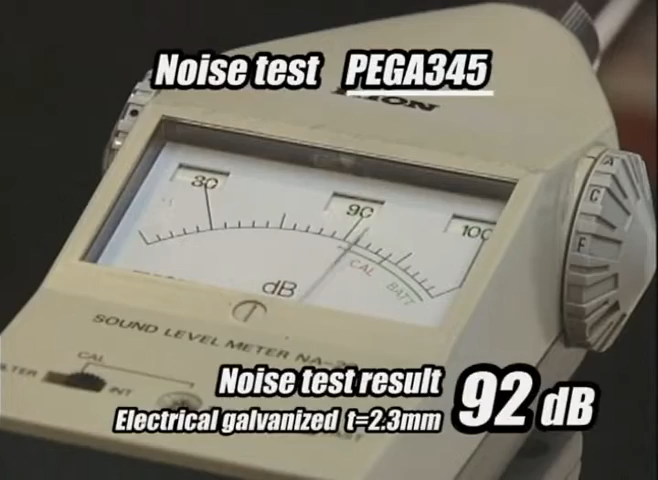 Noise test PEGA345
80 90 100
CAL
BATT
dB
SOUND LEVEL METER
CAL
INT
A
C
F
Noise test result 92 dB
Electrical galvanized t=2.3mm